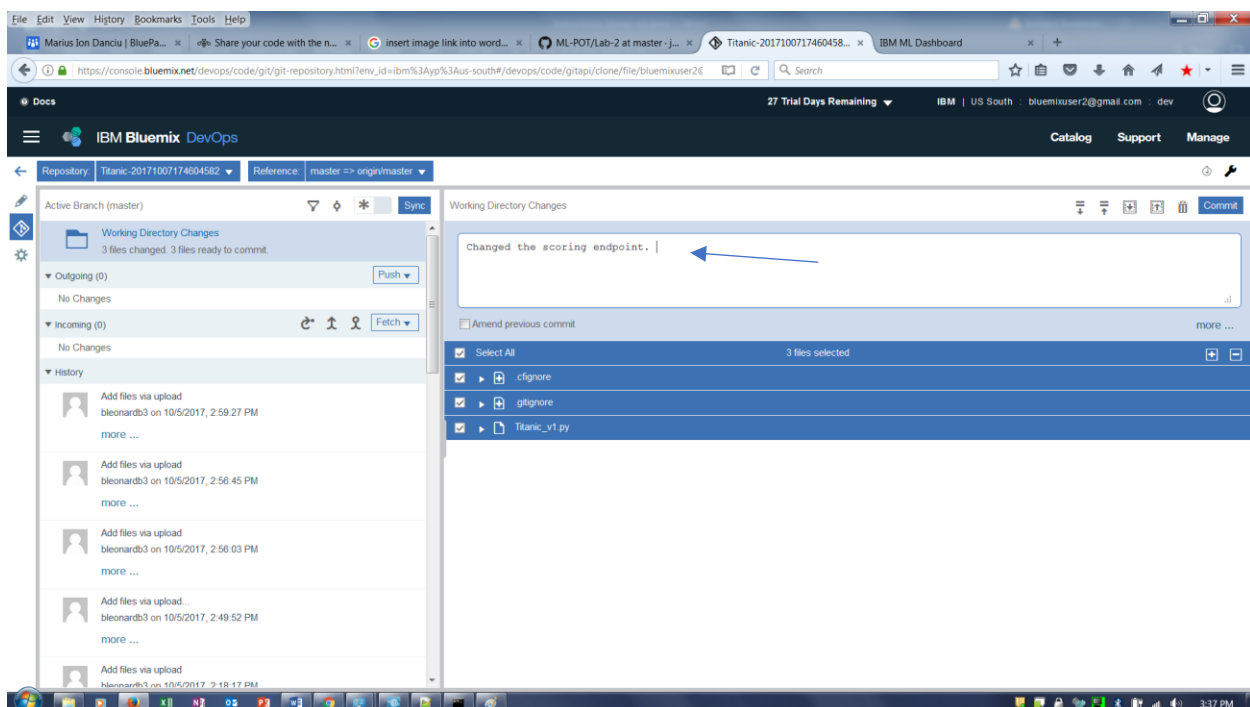 File Edit View History Bookmarks Tools Help
Marius Ion Danciu | BluePa... × Share your code with the n... × insert image link into word... × ML-POT/Lab-2 at master · j... × Titanic-2017100717460458... × IBM ML Dashboard × +
https://console.bluemix.net/devops/code/git/git-repository.html?env_id=ibm%3Ayp%3Aus-south#/devops/code/gitapi/clone/file/bluemixuser2 Search
Docs 27 Trial Days Remaining IBM | US South : bluemixuser2@gmail.com : dev
IBM Bluemix DevOps Catalog Support Manage
Repository: Titanic-20171007174604582 Reference: master => origin/master
Active Branch (master) Sync Working Directory Changes Commit
Working Directory Changes
3 files changed. 3 files ready to commit.
Changed the scoring endpoint.
Outgoing (0) Push
No Changes
Incoming (0) Fetch
Amend previous commit more ...
No Changes
Select All 3 files selected
History
.cfignore
.gitignore
Titanic_v1.py
Add files via upload
bleonardb3 on 10/5/2017, 2:59:27 PM
more ...
Add files via upload
bleonardb3 on 10/5/2017, 2:56:45 PM
more ...
Add files via upload
bleonardb3 on 10/5/2017, 2:56:03 PM
more ...
Add files via upload...
bleonardb3 on 10/5/2017, 2:49:52 PM
more ...
Add files via upload
bleonardb3 on 10/5/2017, 2:18:17 PM
3:37 PM